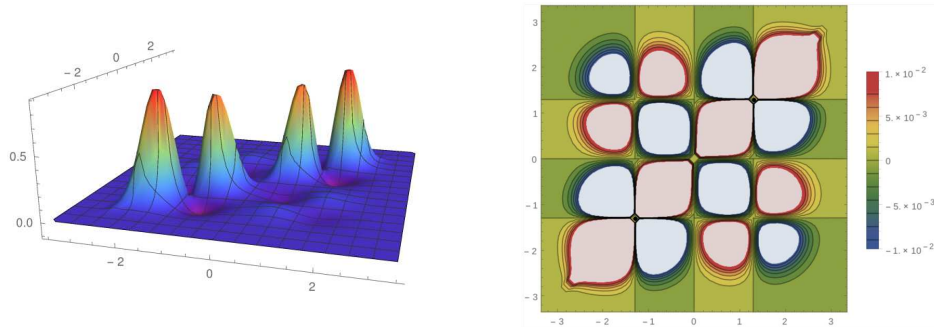 − 2 0 2
0.5
0.0
− 2 0 2
3
2
1
0
− 1
− 2
− 3
− 3 − 2 − 1 0 1 2 3
1. × 10⁻²
5. × 10⁻³
0
− 5. × 10⁻³
− 1. × 10⁻²